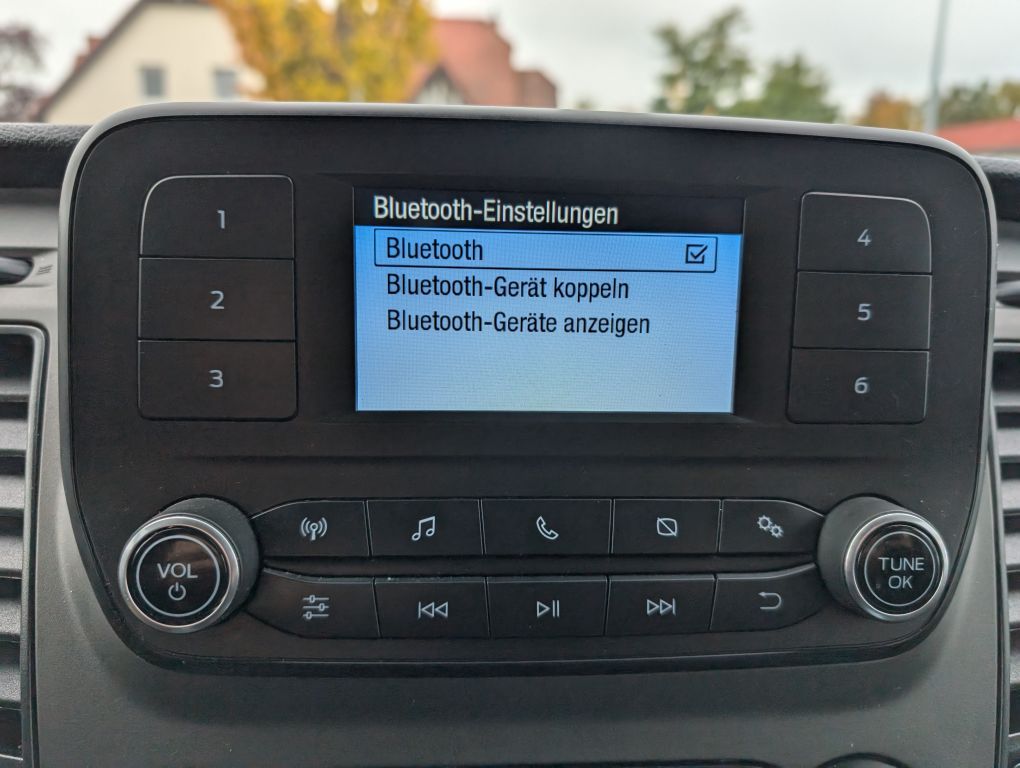 Bluetooth-Einstellungen
Bluetooth
Bluetooth-Gerät koppeln
Bluetooth-Geräte anzeigen
1
2
3
4
5
6
VOL
TUNE
OK